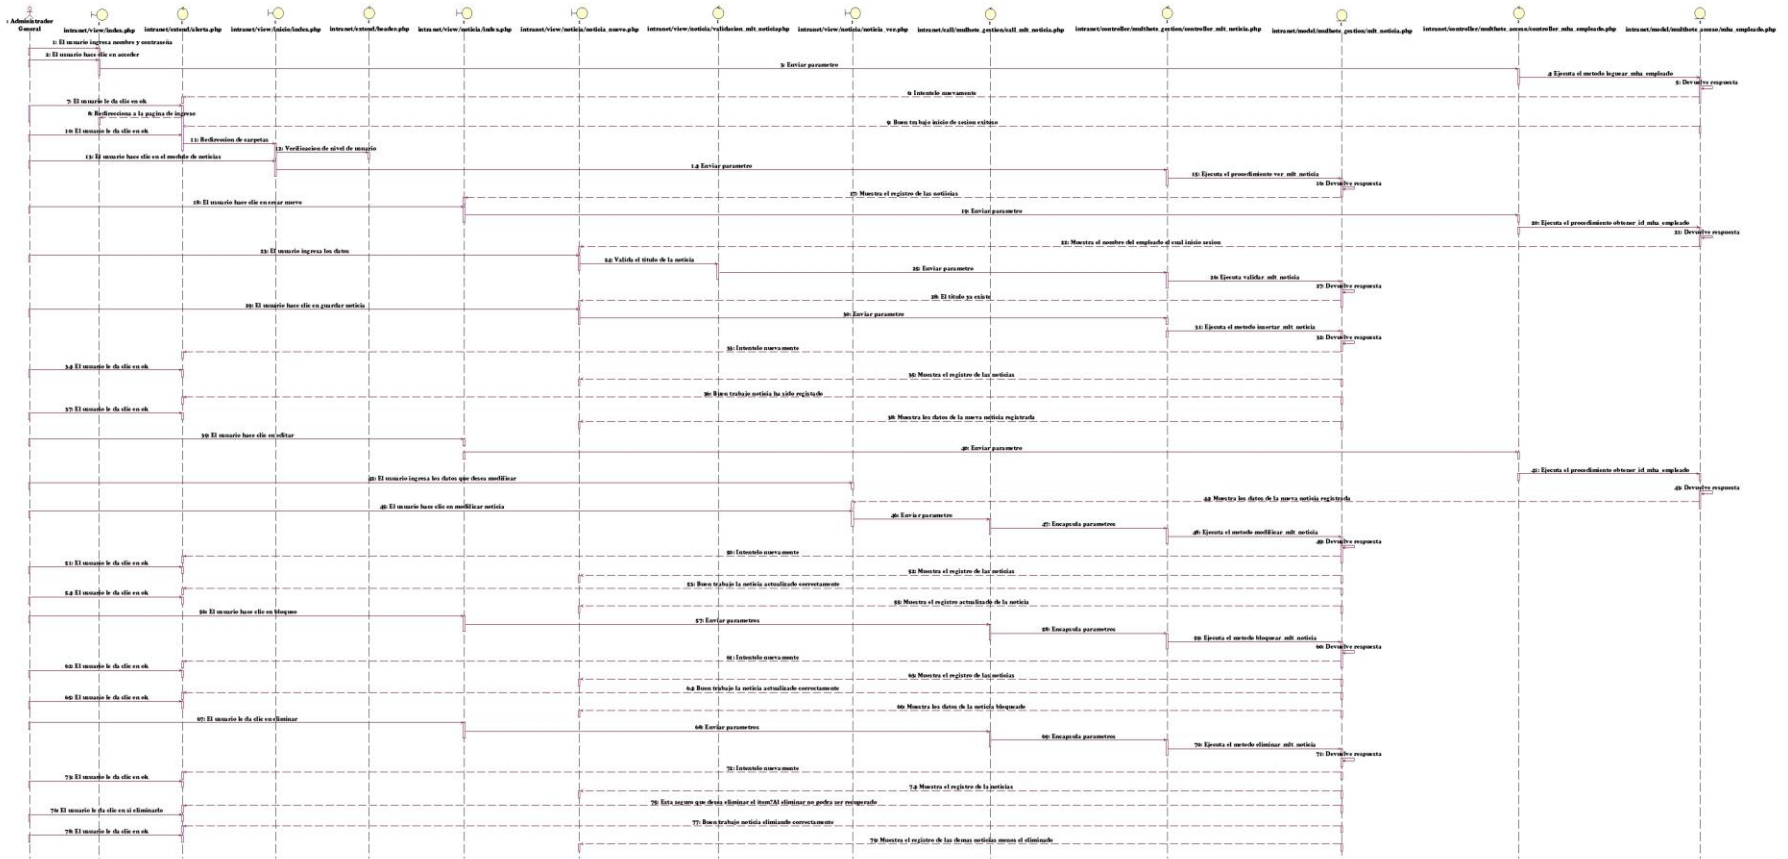 : Administrador
General
intranet/view/index.php
intranet/extend/alerta.php
intranet/view/inicio/index.php
intranet/extend/header.php
intranet/view/noticia/index.php
intranet/view/noticia/noticia_nuevo.php
intranet/view/noticia/validacion_mlt_noticiaphp
intranet/view/noticia/noticia_ver.php
intranet/call/multhote_gestion/call_mlt_noticia.php
intranet/controller/multhote_gestion/controller_mlt_noticia.php
intranet/model/multhote_gestion/mlt_noticia.php
intranet/controller/multhote_acceso/controller_mha_empleado.php
intranet/model/multhote_acceso/mha_empleado.php
1: El usuario ingresa nombre y contraseña
2: El usuario hace clic en acceder
3: Enviar parametro
4: Ejecuta el metodo loguear_mha_empleado
5: Devuelve respuesta
6: Intentelo nuevamente
7: El usuario le da clic en ok
8: Redirecciona a la pagina de ingreso
9: Buen trabajo inicio de sesion exitoso
10: El usuario le da clic en ok
11: Redireccion de carpetas
12: Verificacion de nivel de usuario
13: El usuario hace clic en el modulo de noticias
14: Enviar parametro
15: Ejecuta el procedimiento ver_mlt_noticia
16: Devuelve respuesta
17: Muestra el registro de las notiicias
18: El usuario hace clic en crear nuevo
19: Enviar parametro
20: Ejecuta el procedimiento obtener_id_mha_empleado
21: Devuelve respuesta
22: Muestra el nombre del empleado el cual inicio sesion
23: El usuario ingresa los datos
24: Valida el titulo de la noticia
25: Enviar parametro
26: Ejecuta validar_mlt_noticia
27: Devuelve respuesta
28: El titulo ya existe
29: El usuario hace clic en guardar noticia
30: Enviar parametro
31: Ejecuta el metodo insertar_mlt_noticia
32: Devuelve respuesta
33: Intentelo nuevamente
34: El usuario le da clic en ok
35: Muestra el registro de las noticias
36: Buen trabajo noticia ha sido registado
37: El usuario le da clic en ok
38: Muestra los datos de la nueva noticia registrada
39: El usuario hace clic en editar
40: Enviar parametro
41: Ejecuta el procedimiento obtener_id_mha_empleado
42: El usuario ingresa los datos que desea modificar
43: Devuelve respuesta
44: Muestra los datos de la nueva noticia registrada
45: El usuario hace clic en modificar noticia
46: Enviar parametro
47: Encapsula parametros
48: Ejecuta el metodo modificar_mlt_noticia
49: Devuelve respuesta
50: Intentelo nuevamente
51: El usuario le da clic en ok
52: Muestra el registro de las noticias
53: Buen trabajo la noticia actualizado correctamente
54: El usuario le da clic en ok
55: Muestra el registro actualizado de la noticia
56: El usuario hace clic en bloqueo
57: Enviar parametros
58: Encapsula parametros
59: Ejecuta el metodo bloquear_mlt_noticia
60: Devuelve respuesta
61: Intentelo nuevamente
62: El usuario le da clic en ok
63: Muestra el registro de las noticias
64: Buen trabajo la noticia actualizado correctamente
65: El usuario le da clic en ok
66: Muestra los datos de la noticia bloqueado
67: El usuario le da clic en eliminar
68: Enviar parametros
69: Encapsula parametros
70: Ejecuta el metodo eliminar_mlt_noticia
71: Devuelve respuesta
72: Intentelo nuevamente
73: El usuario le da clic en ok
74: Muestra el registro de la noticias
75: Esta seguro que desea eliminar el item?Al eliminar no podra ser recuperado
76: El usuario le da clic en si eliminarlo
77: Buen trabajo noticia elimiando correctamente
78: El usuario le da clic en ok
79: Muestra el registro de las demas noticias menos el eliminado